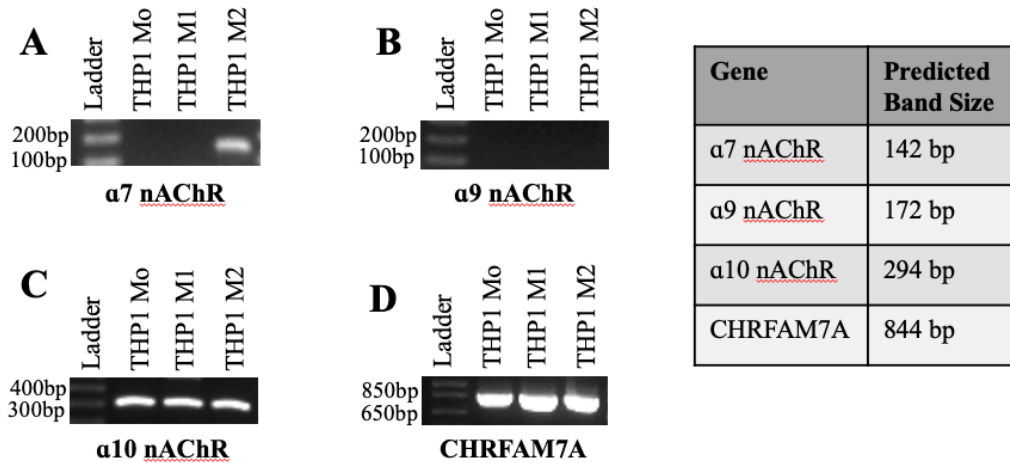 A
Ladder
THP1 Mo
THP1 M1
THP1 M2
200bp
100bp
α7 nAChR
B
Ladder
THP1 Mo
THP1 M1
THP1 M2
200bp
100bp
α9 nAChR
C
Ladder
THP1 Mo
THP1 M1
THP1 M2
400bp
300bp
α10 nAChR
D
Ladder
THP1 Mo
THP1 M1
THP1 M2
850bp
650bp
CHRFAM7A
Gene
Predicted
Band Size
α7 nAChR
142 bp
α9 nAChR
172 bp
α10 nAChR
294 bp
CHRFAM7A
844 bp